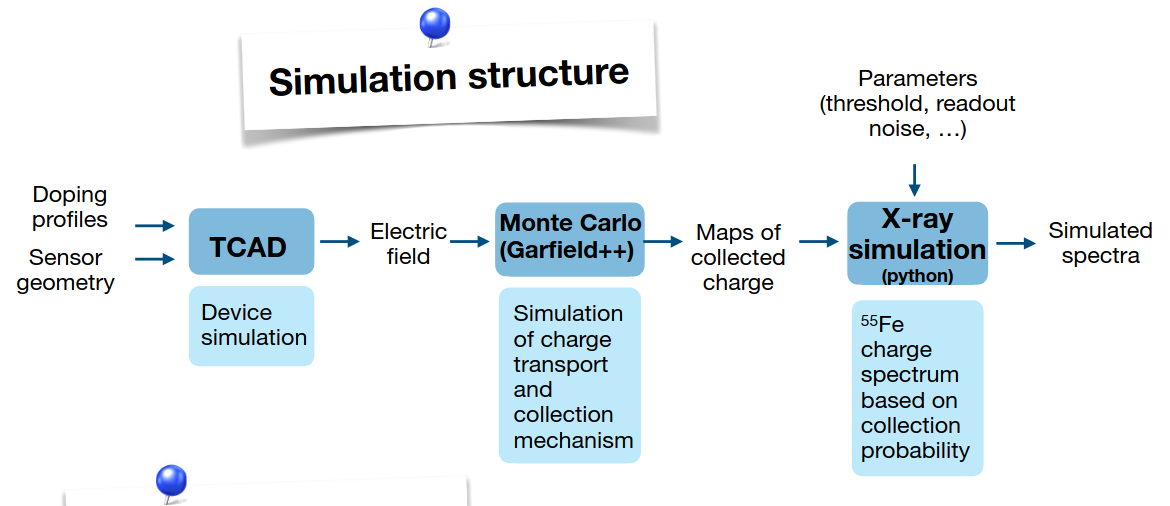 Simulation structure
Parameters
(threshold, readout
noise, …)
Doping
profiles
Sensor
geometry
TCAD
Device
simulation
Electric
field
Monte Carlo
(Garfield++)
Simulation
of charge
transport
and
collection
mechanism
Maps of
collected
charge
X-ray
simulation
(python)
⁵⁵Fe
charge
spectrum
based on
collection
probability
Simulated
spectra